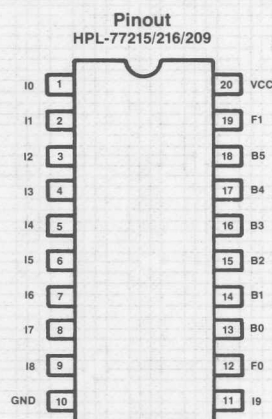 Pinout
HPL-77215/216/209
I0 1 20 VCC
I1 2 19 F1
I2 3 18 B5
I3 4 17 B4
I4 5 16 B3
I5 6 15 B2
I6 7 14 B1
I7 8 13 B0
I8 9 12 F0
GND 10 11 I9